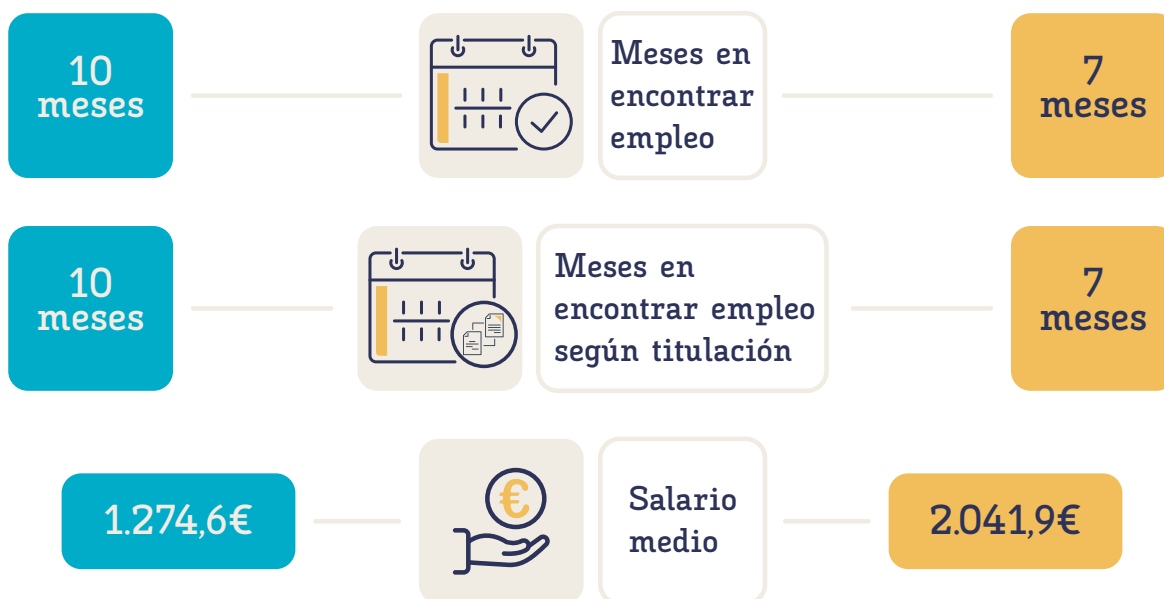 10
meses
Meses en
encontrar
empleo
7
meses
10
meses
Meses en
encontrar empleo
según titulación
7
meses
1.274,6€
€
Salario
medio
2.041,9€